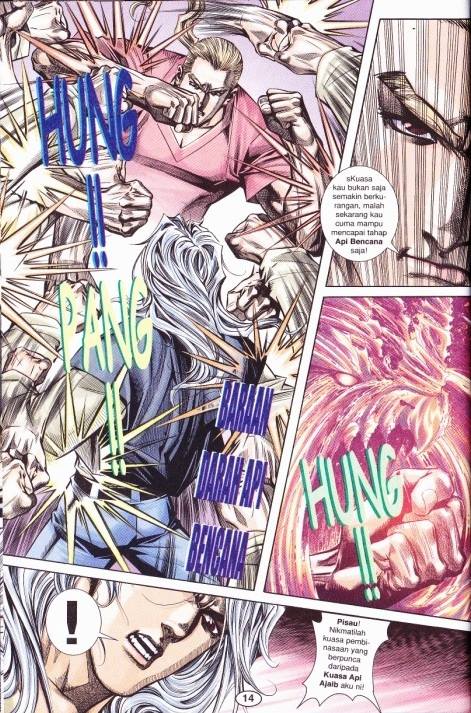 HUNG
!!
PANG
!!
BARAAN
WABAH API
BENCANA
sKuasa
kau bukan saja
semakin berku-
rangan, malah
sekarang kau
cuma mampu
mencapai tahap
Api Bencana
saja!
HUNG
!!
!
Pisau!
Nikmatilah
kuasa pembi-
nasaan yang
berpunca
daripada
Kuasa Api
Ajaib aku ni!
14